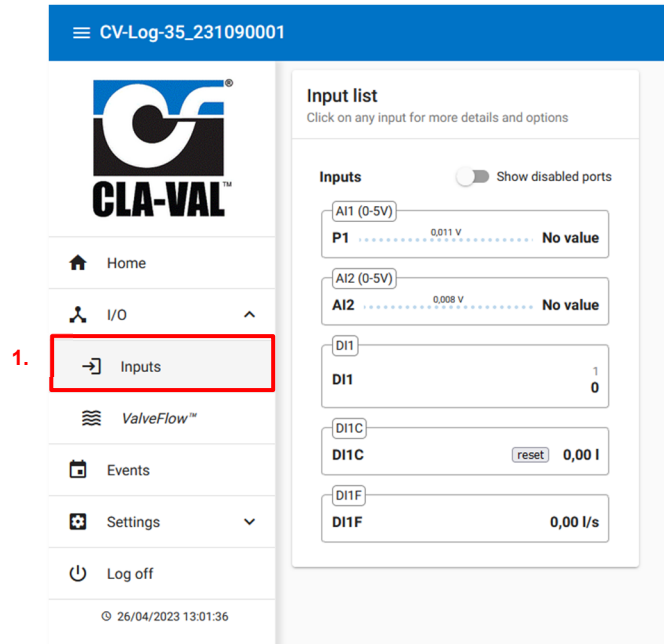 CV-Log-35_231090001
®
CLA-VAL™
Home
I/O
1.
Inputs
ValveFlow™
Events
Settings
Log off
26/04/2023 13:01:36
Input list
Click on any input for more details and options
Inputs
Show disabled ports
AI1 (0-5V)
P1 0,011 V No value
AI2 (0-5V)
AI2 0,008 V No value
DI1
1
DI1 0
DI1C
DI1C reset 0,00 l
DI1F
DI1F 0,00 l/s